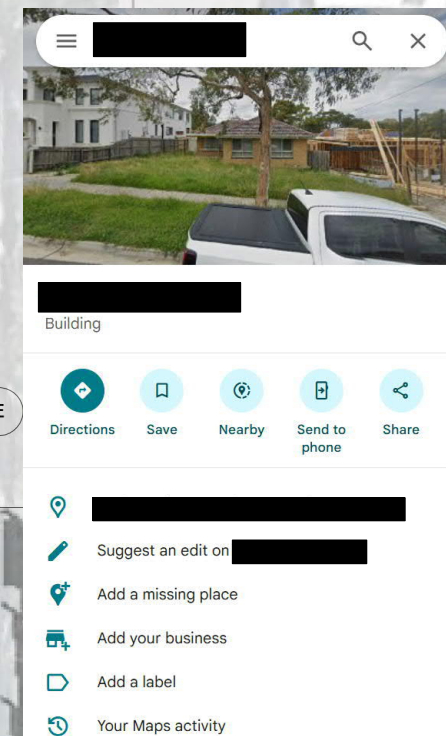 Building
Directions
Save
Nearby
Send to
phone
Share
Suggest an edit on
Add a missing place
Add your business
Add a label
Your Maps activity
E